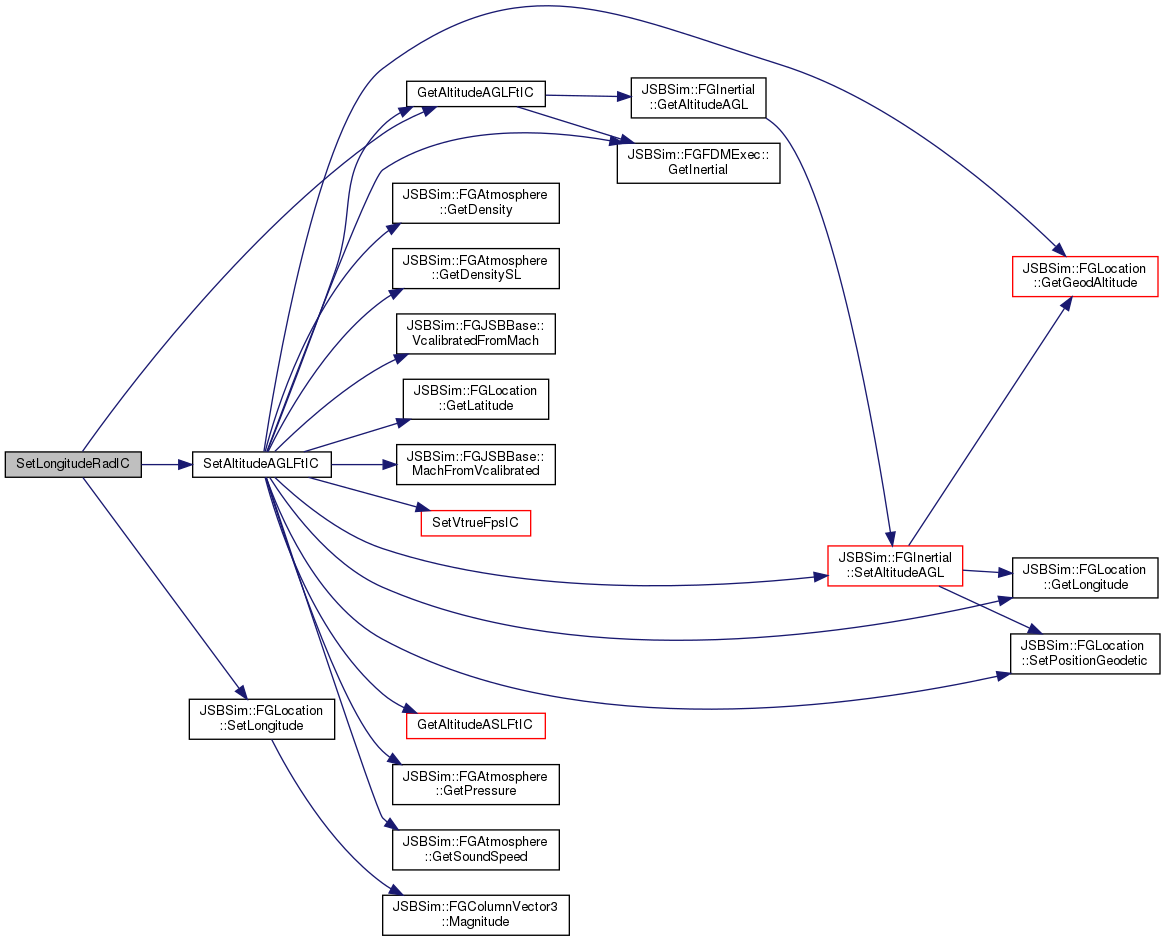 GetAltitudeAGLFtIC
JSBSim::FGInertial
::GetAltitudeAGL
JSBSim::FGFDMExec::
GetInertial
JSBSim::FGAtmosphere
::GetDensity
JSBSim::FGAtmosphere
::GetDensitySL
JSBSim::FGLocation
::GetGeodAltitude
JSBSim::FGJSBBase::
VcalibratedFromMach
JSBSim::FGLocation
::GetLatitude
SetLongitudeRadIC
SetAltitudeAGLFtIC
JSBSim::FGJSBBase::
MachFromVcalibrated
SetVtrueFpsIC
JSBSim::FGInertial
::SetAltitudeAGL
JSBSim::FGLocation
::GetLongitude
JSBSim::FGLocation
::SetPositionGeodetic
JSBSim::FGLocation
::SetLongitude
GetAltitudeASLFtIC
JSBSim::FGAtmosphere
::GetPressure
JSBSim::FGAtmosphere
::GetSoundSpeed
JSBSim::FGColumnVector3
::Magnitude